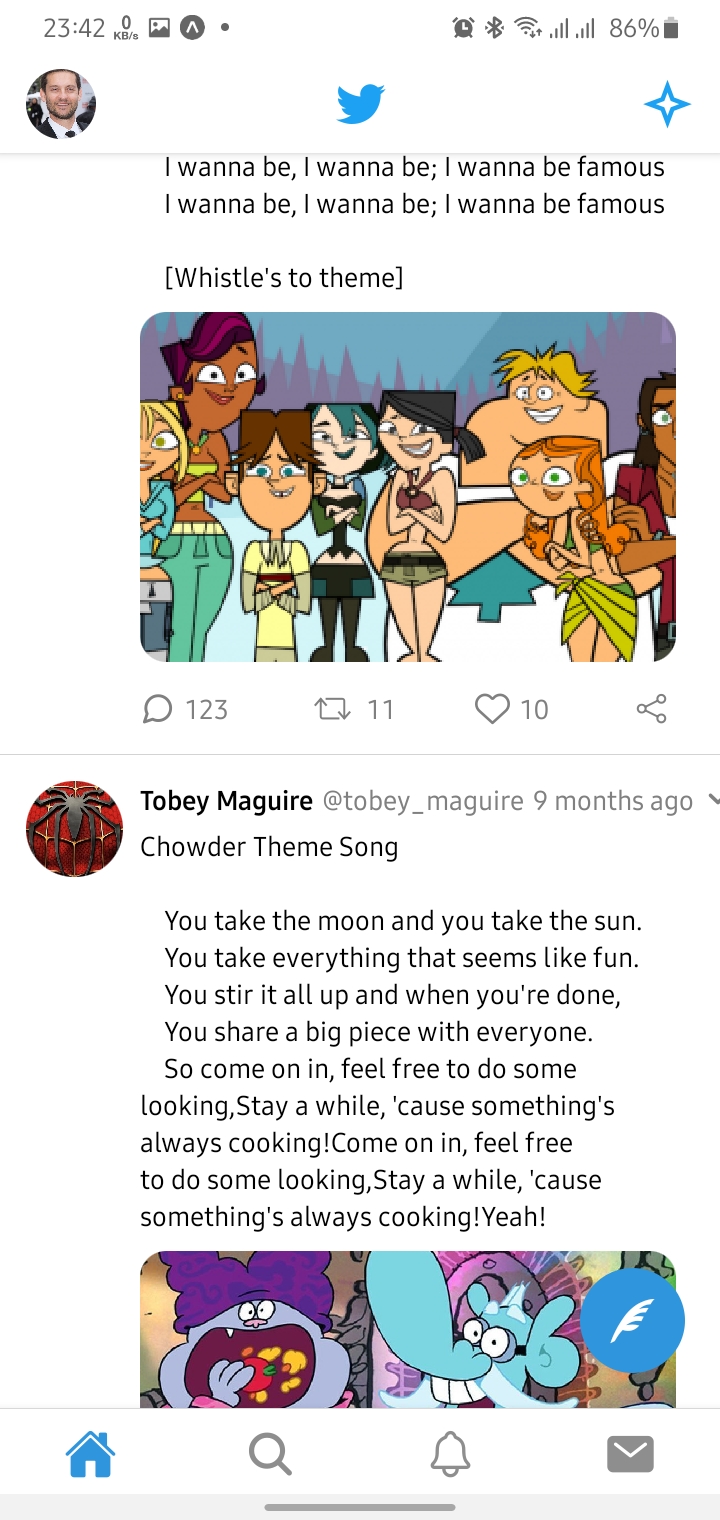 23:42 0 KB/s 86%
I wanna be, I wanna be; I wanna be famous
I wanna be, I wanna be; I wanna be famous
[Whistle's to theme]
123 11 10
Tobey Maguire @tobey_maguire 9 months ago
Chowder Theme Song
You take the moon and you take the sun.
You take everything that seems like fun.
You stir it all up and when you're done,
You share a big piece with everyone.
So come on in, feel free to do some
looking,Stay a while, 'cause something's
always cooking!Come on in, feel free
to do some looking,Stay a while, 'cause
something's always cooking!Yeah!